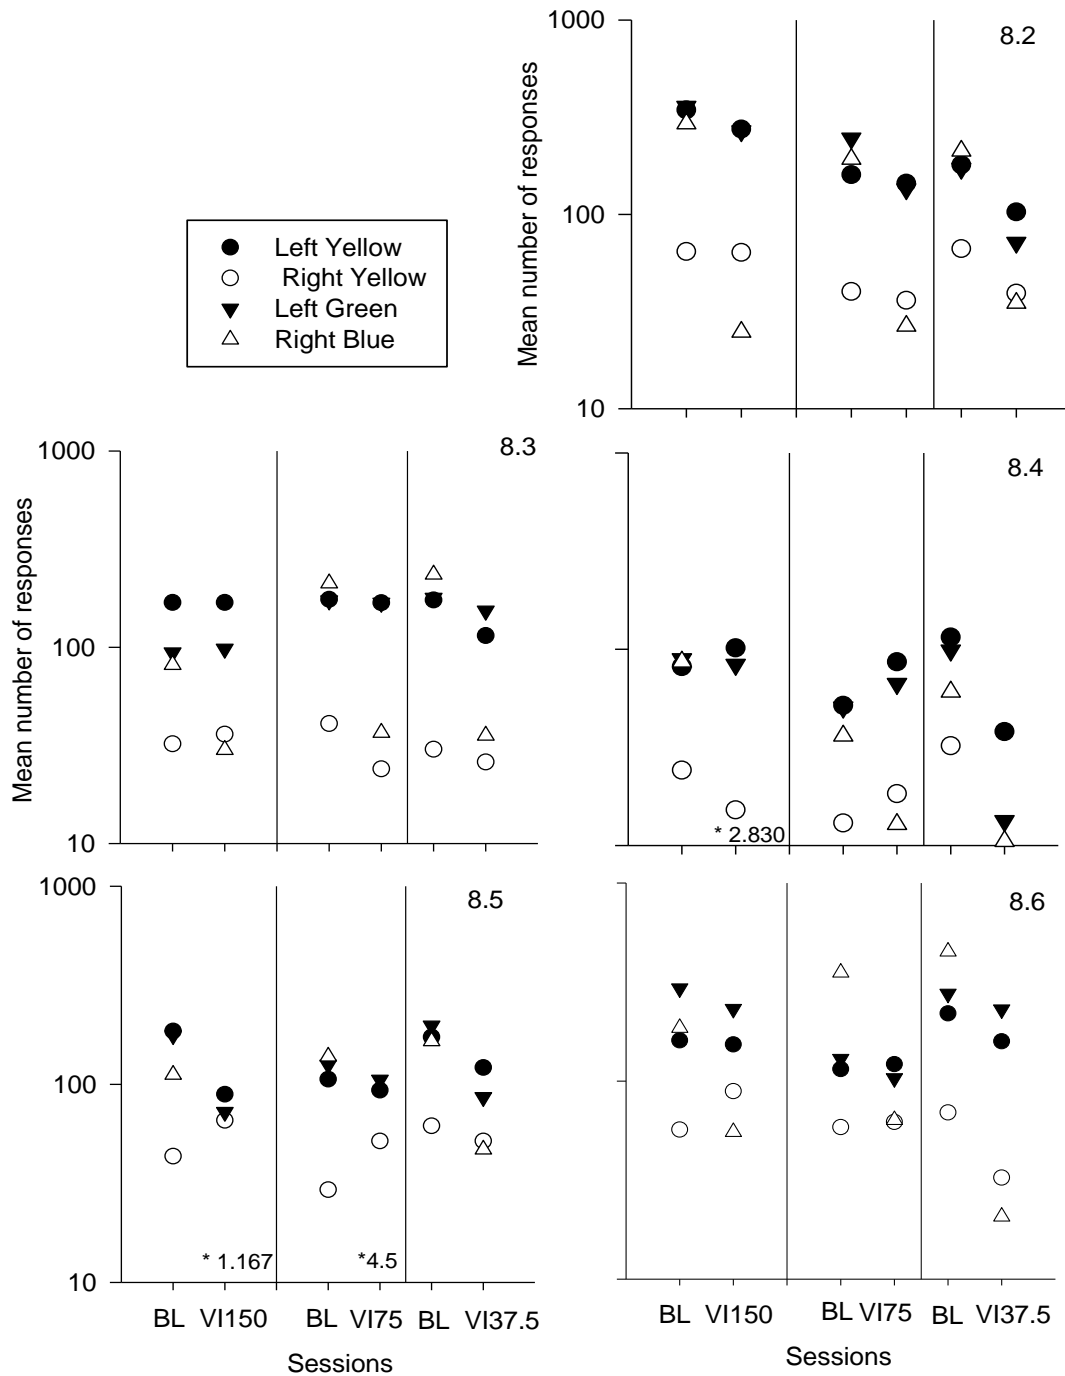 1000
8.2
Mean number of responses
100
10
Left Yellow
Right Yellow
Left Green
Right Blue
1000
8.3
Mean number of responses
100
10
8.4
* 2.830
1000
8.5
100
10
* 1.167
*4.5
BL VI150 BL VI75 BL VI37.5
Sessions
8.6
BL VI150 BL VI75 BL VI37.5
Sessions